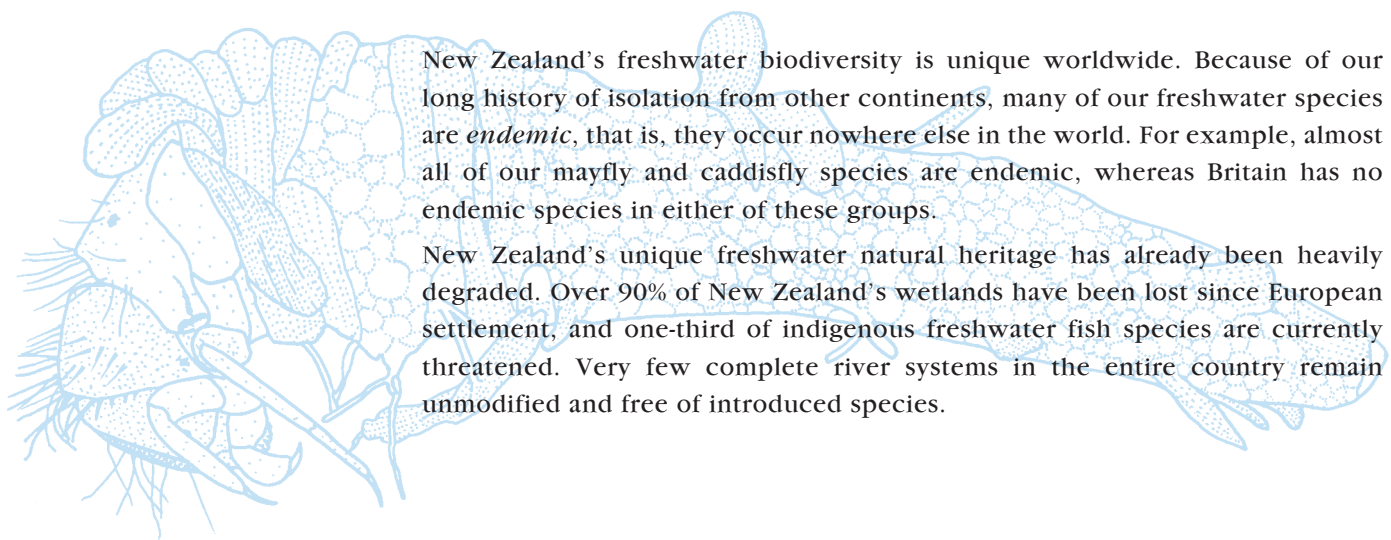 New Zealand's freshwater biodiversity is unique worldwide. Because of our
long history of isolation from other continents, many of our freshwater species
are endemic, that is, they occur nowhere else in the world. For example, almost
all of our mayfly and caddisfly species are endemic, whereas Britain has no
endemic species in either of these groups.
New Zealand's unique freshwater natural heritage has already been heavily
degraded. Over 90% of New Zealand's wetlands have been lost since European
settlement, and one-third of indigenous freshwater fish species are currently
threatened. Very few complete river systems in the entire country remain
unmodified and free of introduced species.